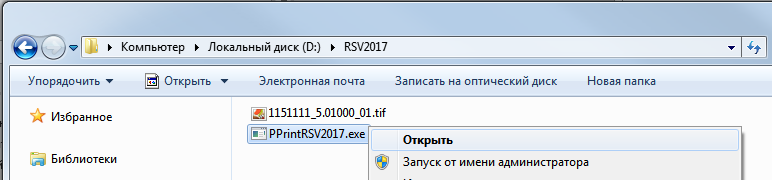 Компьютер ▸ Локальный диск (D:) ▸ RSV2017
Упорядочить Открыть Электронная почта Записать на оптический диск Новая папка
Избранное
1151111_5.01000_01.tif
PPrintRSV2017.exe
Открыть
Библиотеки
Запуск от имени администратора